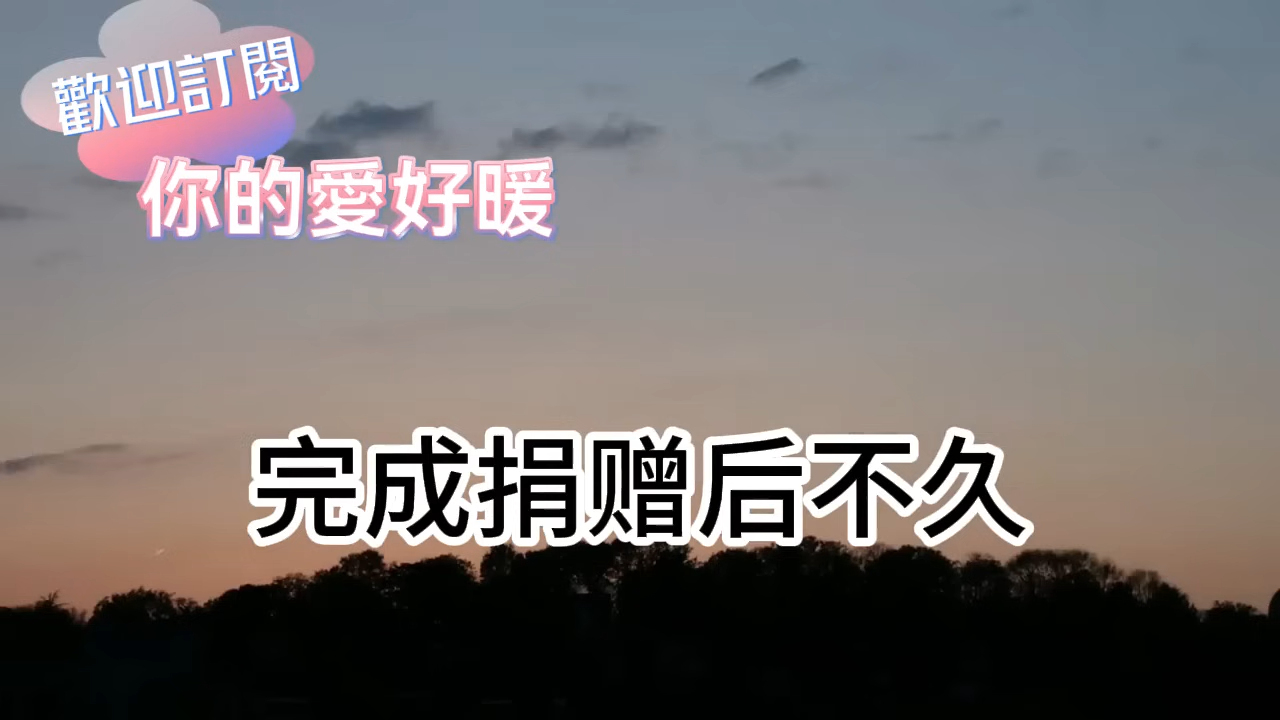 歡迎訂閱
你的愛好暖
完成捐赠后不久